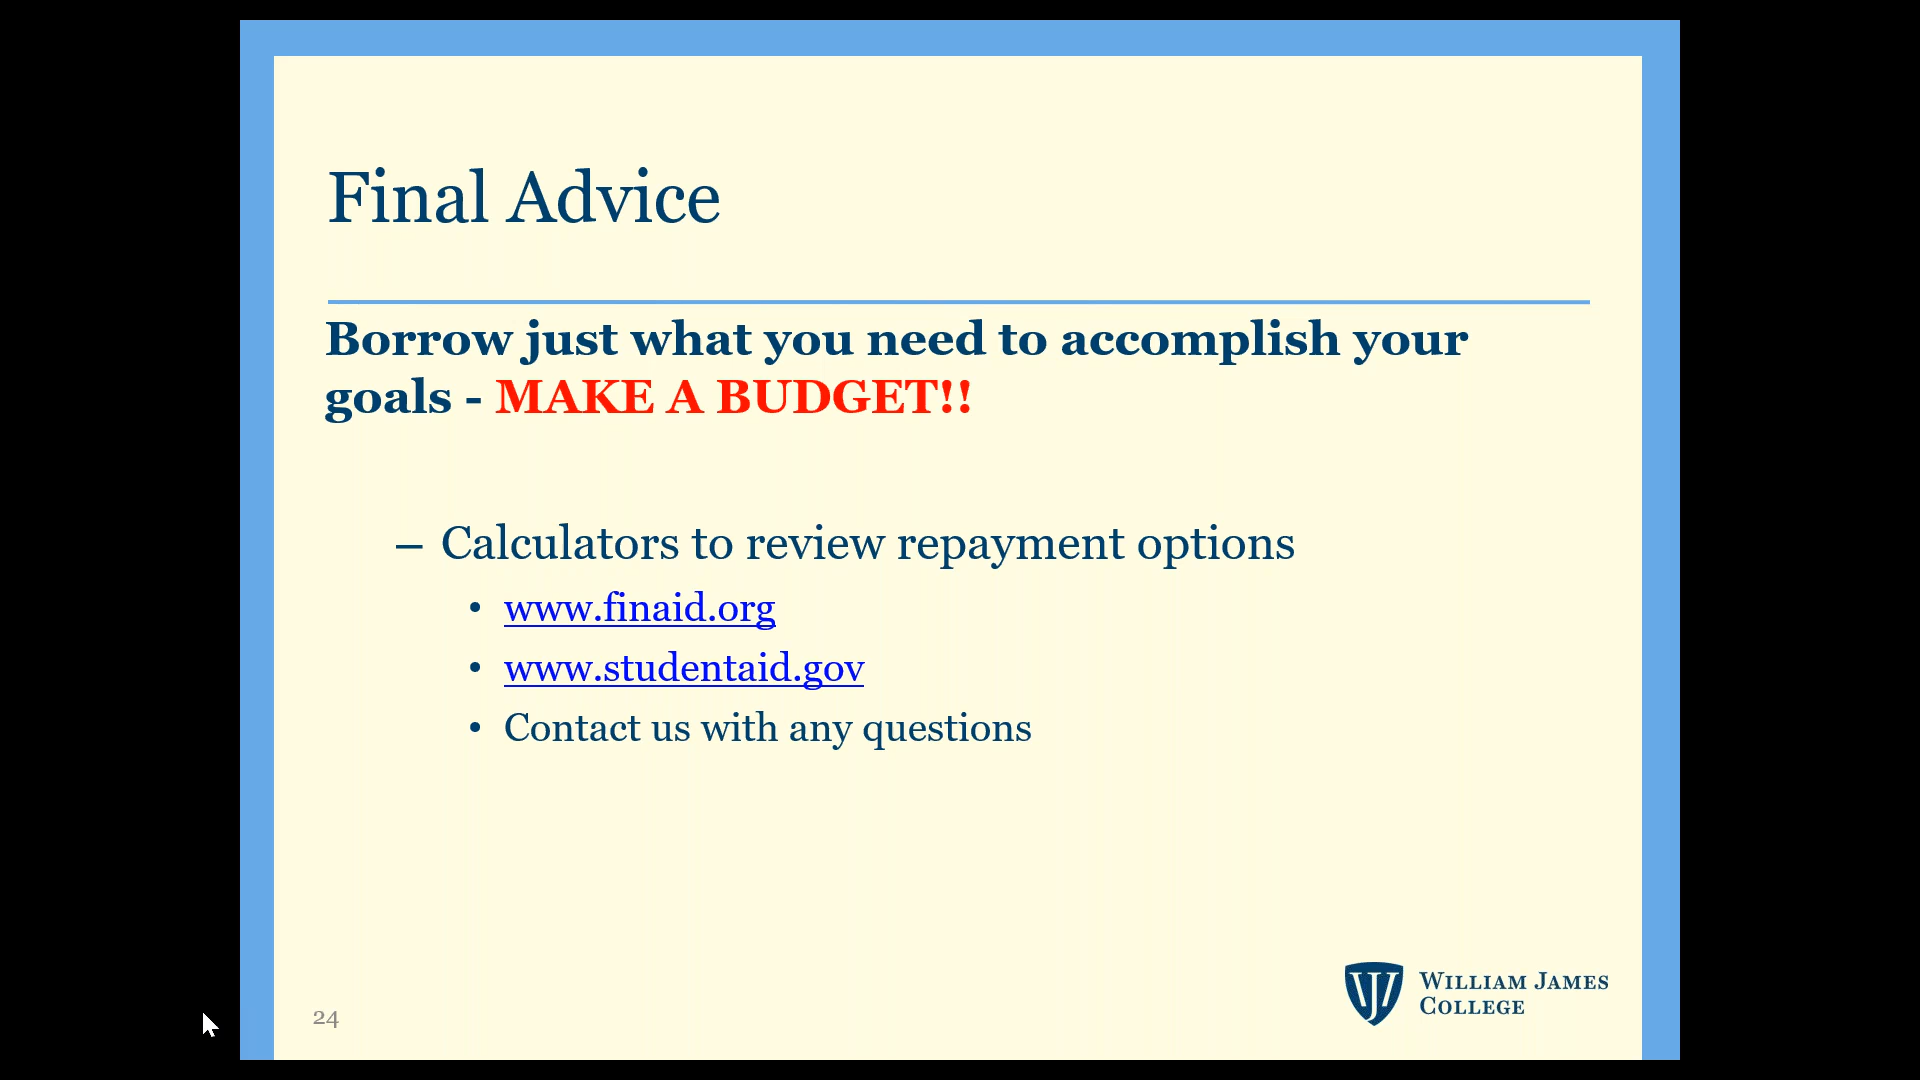 Final Advice
Borrow just what you need to accomplish your
goals - MAKE A BUDGET!!
– Calculators to review repayment options
• www.finaid.org
• www.studentaid.gov
• Contact us with any questions
24
WJ
WILLIAM JAMES
COLLEGE